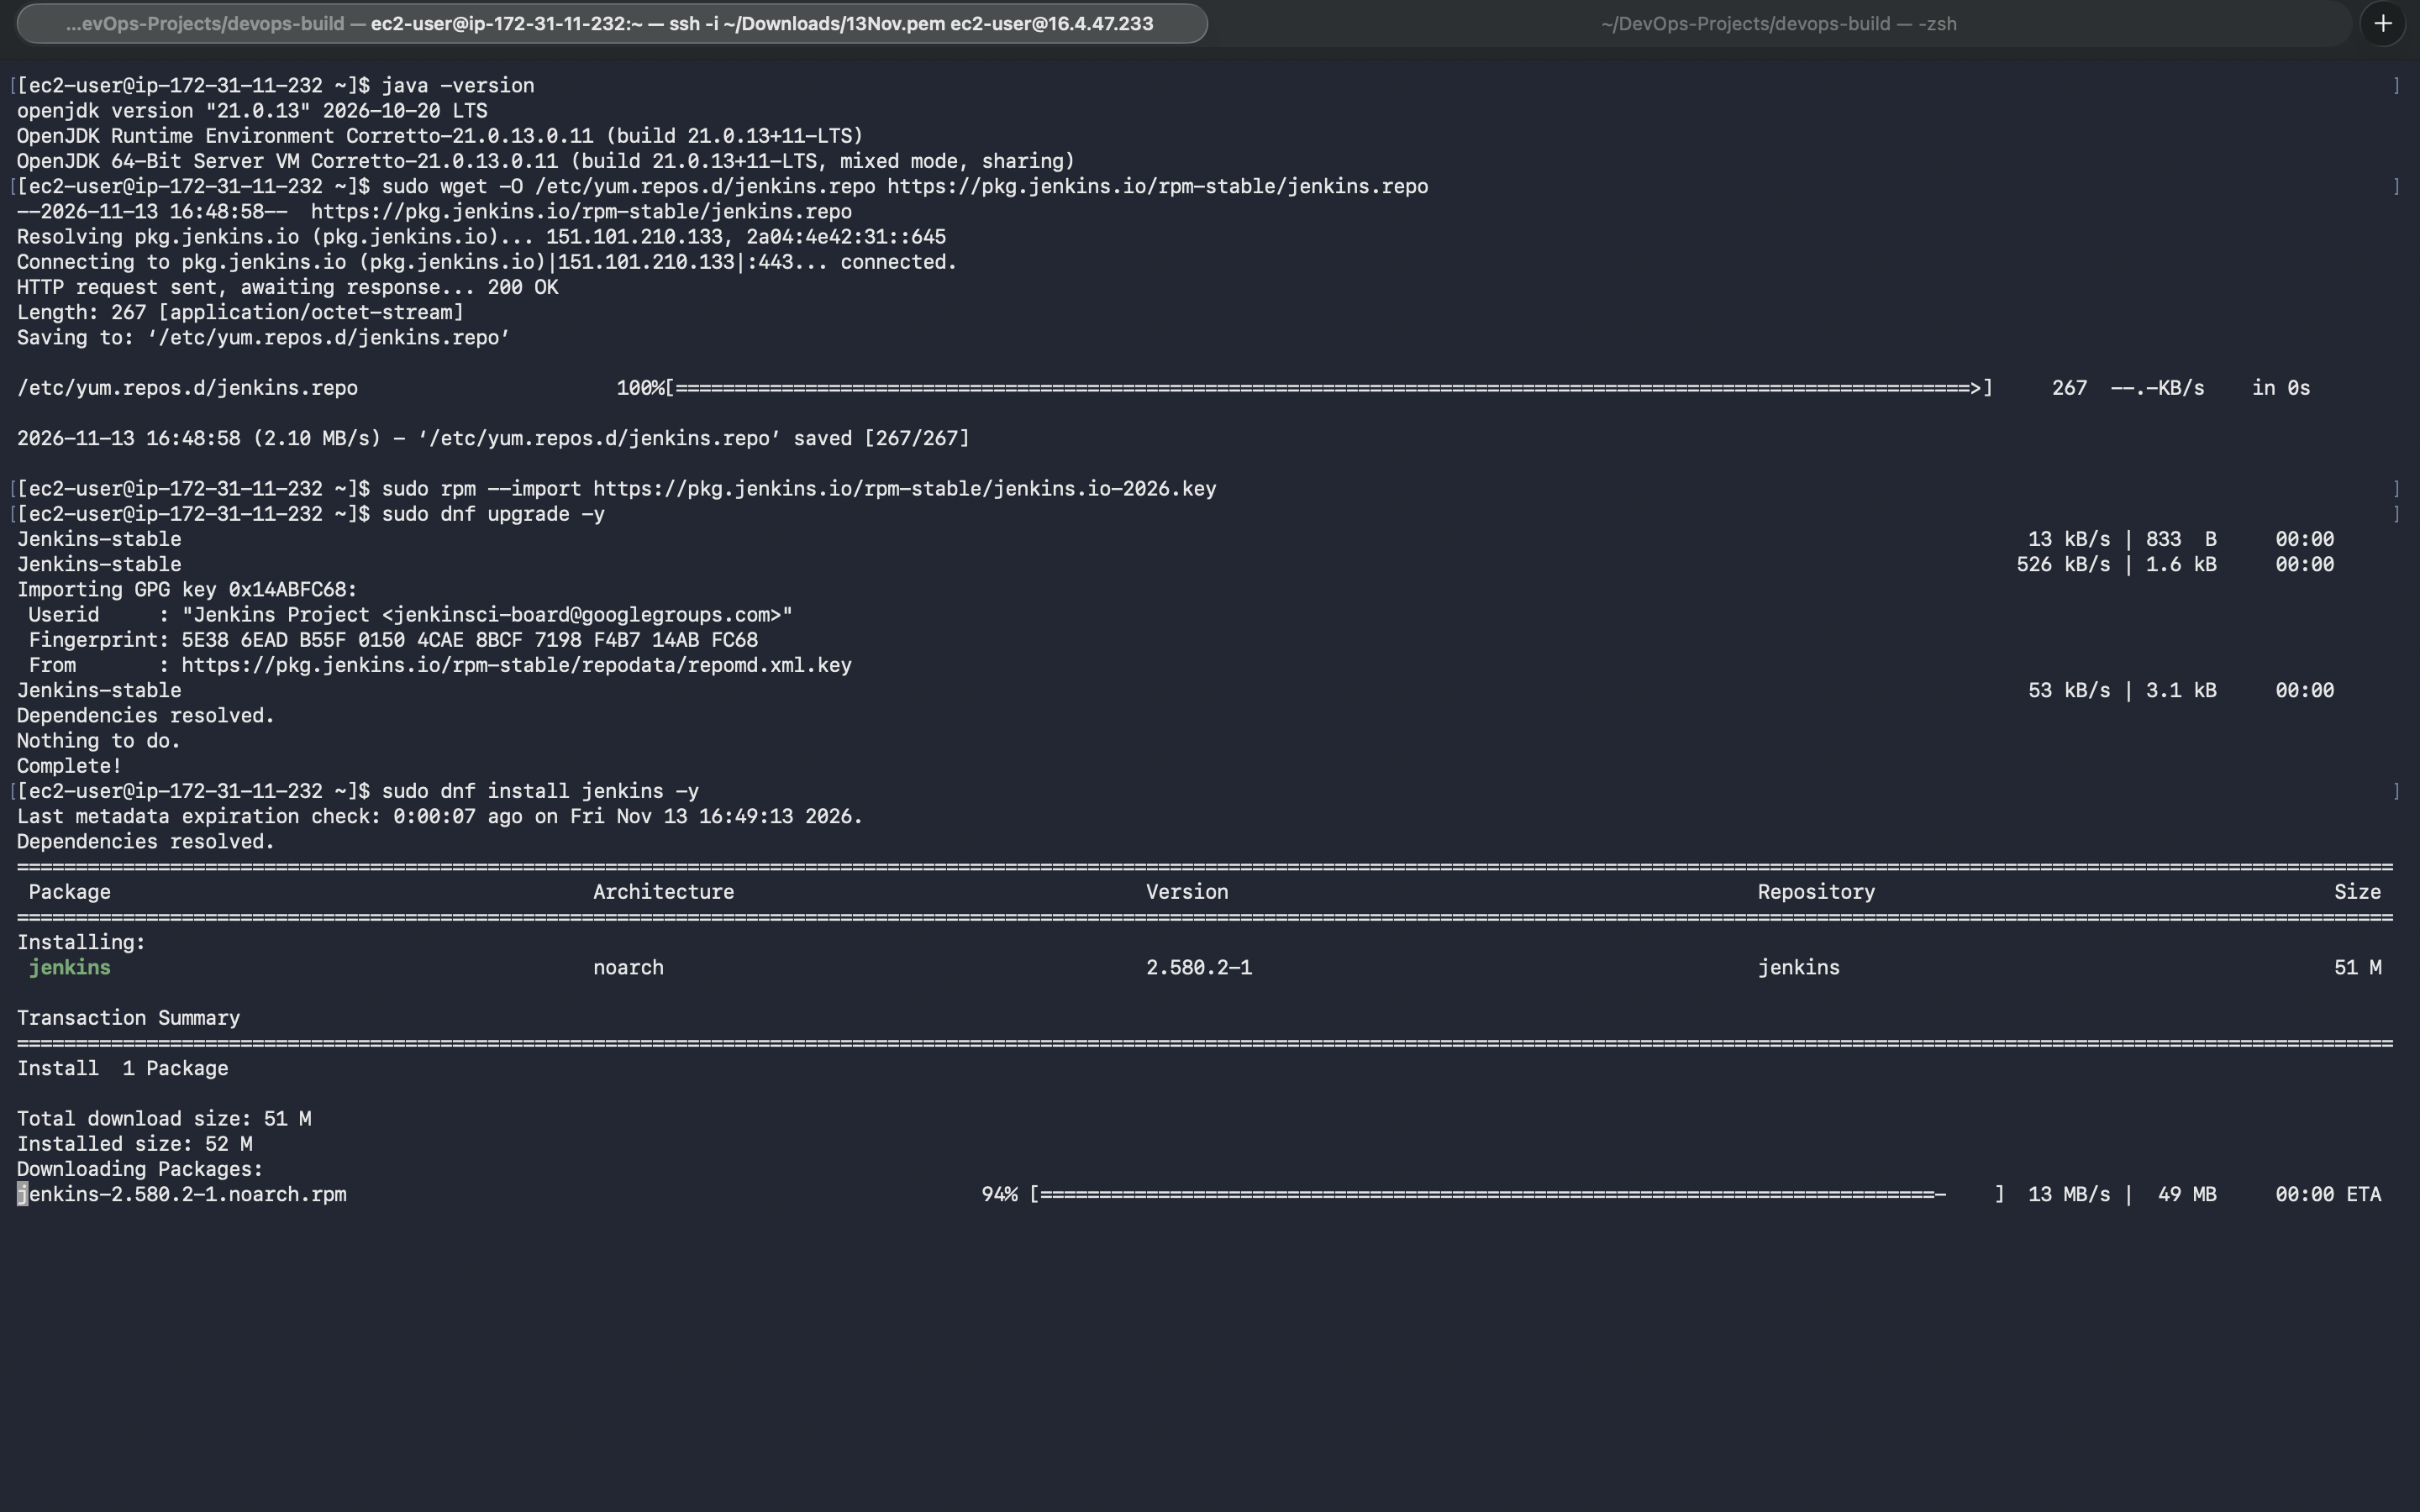 ...evOps-Projects/devops-build — ec2-user@ip-172-31-11-232:~ — ssh -i ~/Downloads/13Nov.pem ec2-user@16.4.47.233
~/DevOps-Projects/devops-build — -zsh
+
[[ec2-user@ip-172-31-11-232 ~]$ java -version ]
openjdk version "21.0.13" 2026-10-20 LTS
OpenJDK Runtime Environment Corretto-21.0.13.0.11 (build 21.0.13+11-LTS)
OpenJDK 64-Bit Server VM Corretto-21.0.13.0.11 (build 21.0.13+11-LTS, mixed mode, sharing)
[[ec2-user@ip-172-31-11-232 ~]$ sudo wget -O /etc/yum.repos.d/jenkins.repo https://pkg.jenkins.io/rpm-stable/jenkins.repo ]
--2026-11-13 16:48:58--  https://pkg.jenkins.io/rpm-stable/jenkins.repo
Resolving pkg.jenkins.io (pkg.jenkins.io)... 151.101.210.133, 2a04:4e42:31::645
Connecting to pkg.jenkins.io (pkg.jenkins.io)|151.101.210.133|:443... connected.
HTTP request sent, awaiting response... 200 OK
Length: 267 [application/octet-stream]
Saving to: ‘/etc/yum.repos.d/jenkins.repo’
/etc/yum.repos.d/jenkins.repo 100%[==============================================================>] 267 --.-KB/s in 0s
2026-11-13 16:48:58 (2.10 MB/s) - ‘/etc/yum.repos.d/jenkins.repo’ saved [267/267]
[[ec2-user@ip-172-31-11-232 ~]$ sudo rpm --import https://pkg.jenkins.io/rpm-stable/jenkins.io-2026.key ]
[[ec2-user@ip-172-31-11-232 ~]$ sudo dnf upgrade -y ]
Jenkins-stable 13 kB/s | 833  B 00:00
Jenkins-stable 526 kB/s | 1.6 kB 00:00
Importing GPG key 0x14ABFC68:
 Userid     : "Jenkins Project <jenkinsci-board@googlegroups.com>"
 Fingerprint: 5E38 6EAD B55F 0150 4CAE 8BCF 7198 F4B7 14AB FC68
 From       : https://pkg.jenkins.io/rpm-stable/repodata/repomd.xml.key
Jenkins-stable 53 kB/s | 3.1 kB 00:00
Dependencies resolved.
Nothing to do.
Complete!
[[ec2-user@ip-172-31-11-232 ~]$ sudo dnf install jenkins -y ]
Last metadata expiration check: 0:00:07 ago on Fri Nov 13 16:49:13 2026.
Dependencies resolved.
================================================================================
 Package Architecture Version Repository Size
================================================================================
Installing:
 jenkins noarch 2.580.2-1 jenkins 51 M
Transaction Summary
================================================================================
Install  1 Package
Total download size: 51 M
Installed size: 52 M
Downloading Packages:
jenkins-2.580.2-1.noarch.rpm 94% [==========================================- ] 13 MB/s | 49 MB 00:00 ETA